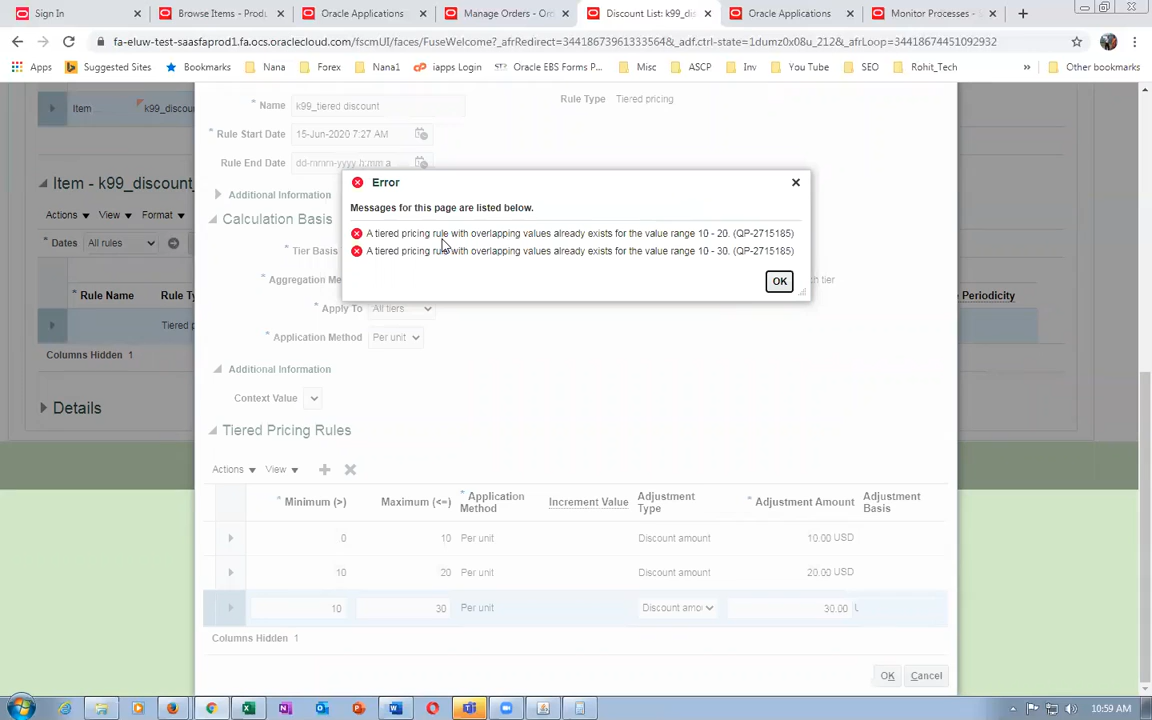 Sign In
Browse Items - Produ
Oracle Applications
Manage Orders - Ord
Discount List: k99_dis
Oracle Applications
Monitor Processes -
fa-eluw-test-saasfaprod1.fa.ocs.oraclecloud.com/fscmUI/faces/FuseWelcome?_afrRedirect=344186739613335644&_adf.ctrl-state=1dumz0x08u_212&_afrLoop=34418674451092932
Apps
Suggested Sites
Bookmarks
Nana
Forex
Nana1
iapps Login
Oracle EBS Forms P...
Misc
ASCP
Inv
You Tube
SEO
Rohit_Tech
»
Other bookmarks
Item
k99_discou
* Name k99_tiered discount
Rule Type Tiered pricing
* Rule Start Date 15-Jun-2020 7:27 AM
Rule End Date dd-mmm-yyyy h:mm a
Additional Information
Item - k99_discount_
Actions View Format
Dates All rules
Rule Name Rule Ty
Periodicity
Tiered p
Columns Hidden 1
Details
Calculation Basis
* Tier Basis
* Aggregation Me
ch tier
* Apply To All tiers
* Application Method Per unit
Additional Information
Context Value
Error
Messages for this page are listed below.
A tiered pricing rule with overlapping values already exists for the value range 10 - 20. (QP-2715185)
A tiered pricing rule with overlapping values already exists for the value range 10 - 30. (QP-2715185)
OK
Tiered Pricing Rules
Actions View
* Minimum (>) Maximum (<=) * Application Method Increment Value Adjustment Type * Adjustment Amount Adjustment Basis
0 10 Per unit Discount amount 10.00 USD
10 20 Per unit Discount amount 20.00 USD
10 30 Per unit Discount amou 30.00
Columns Hidden 1
OK Cancel
10:59 AM